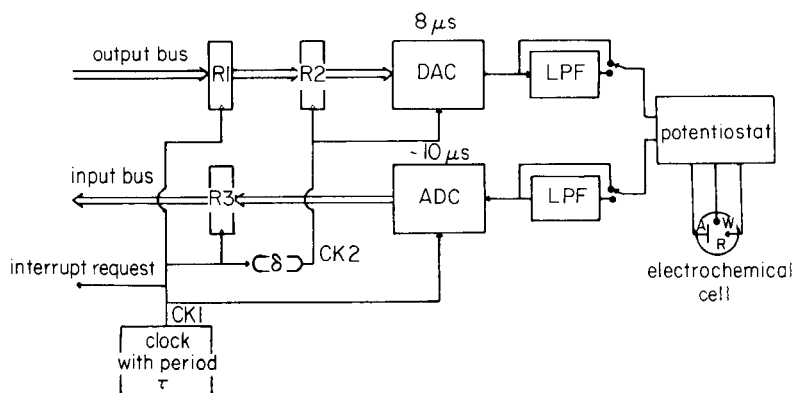 8 μs
output bus
R1
R2
DAC
LPF
potentiostat
~10 μs
input bus
R3
ADC
LPF
δ
CK2
A
W
R
interrupt request
electrochemical
cell
CK1
clock
with period
τ